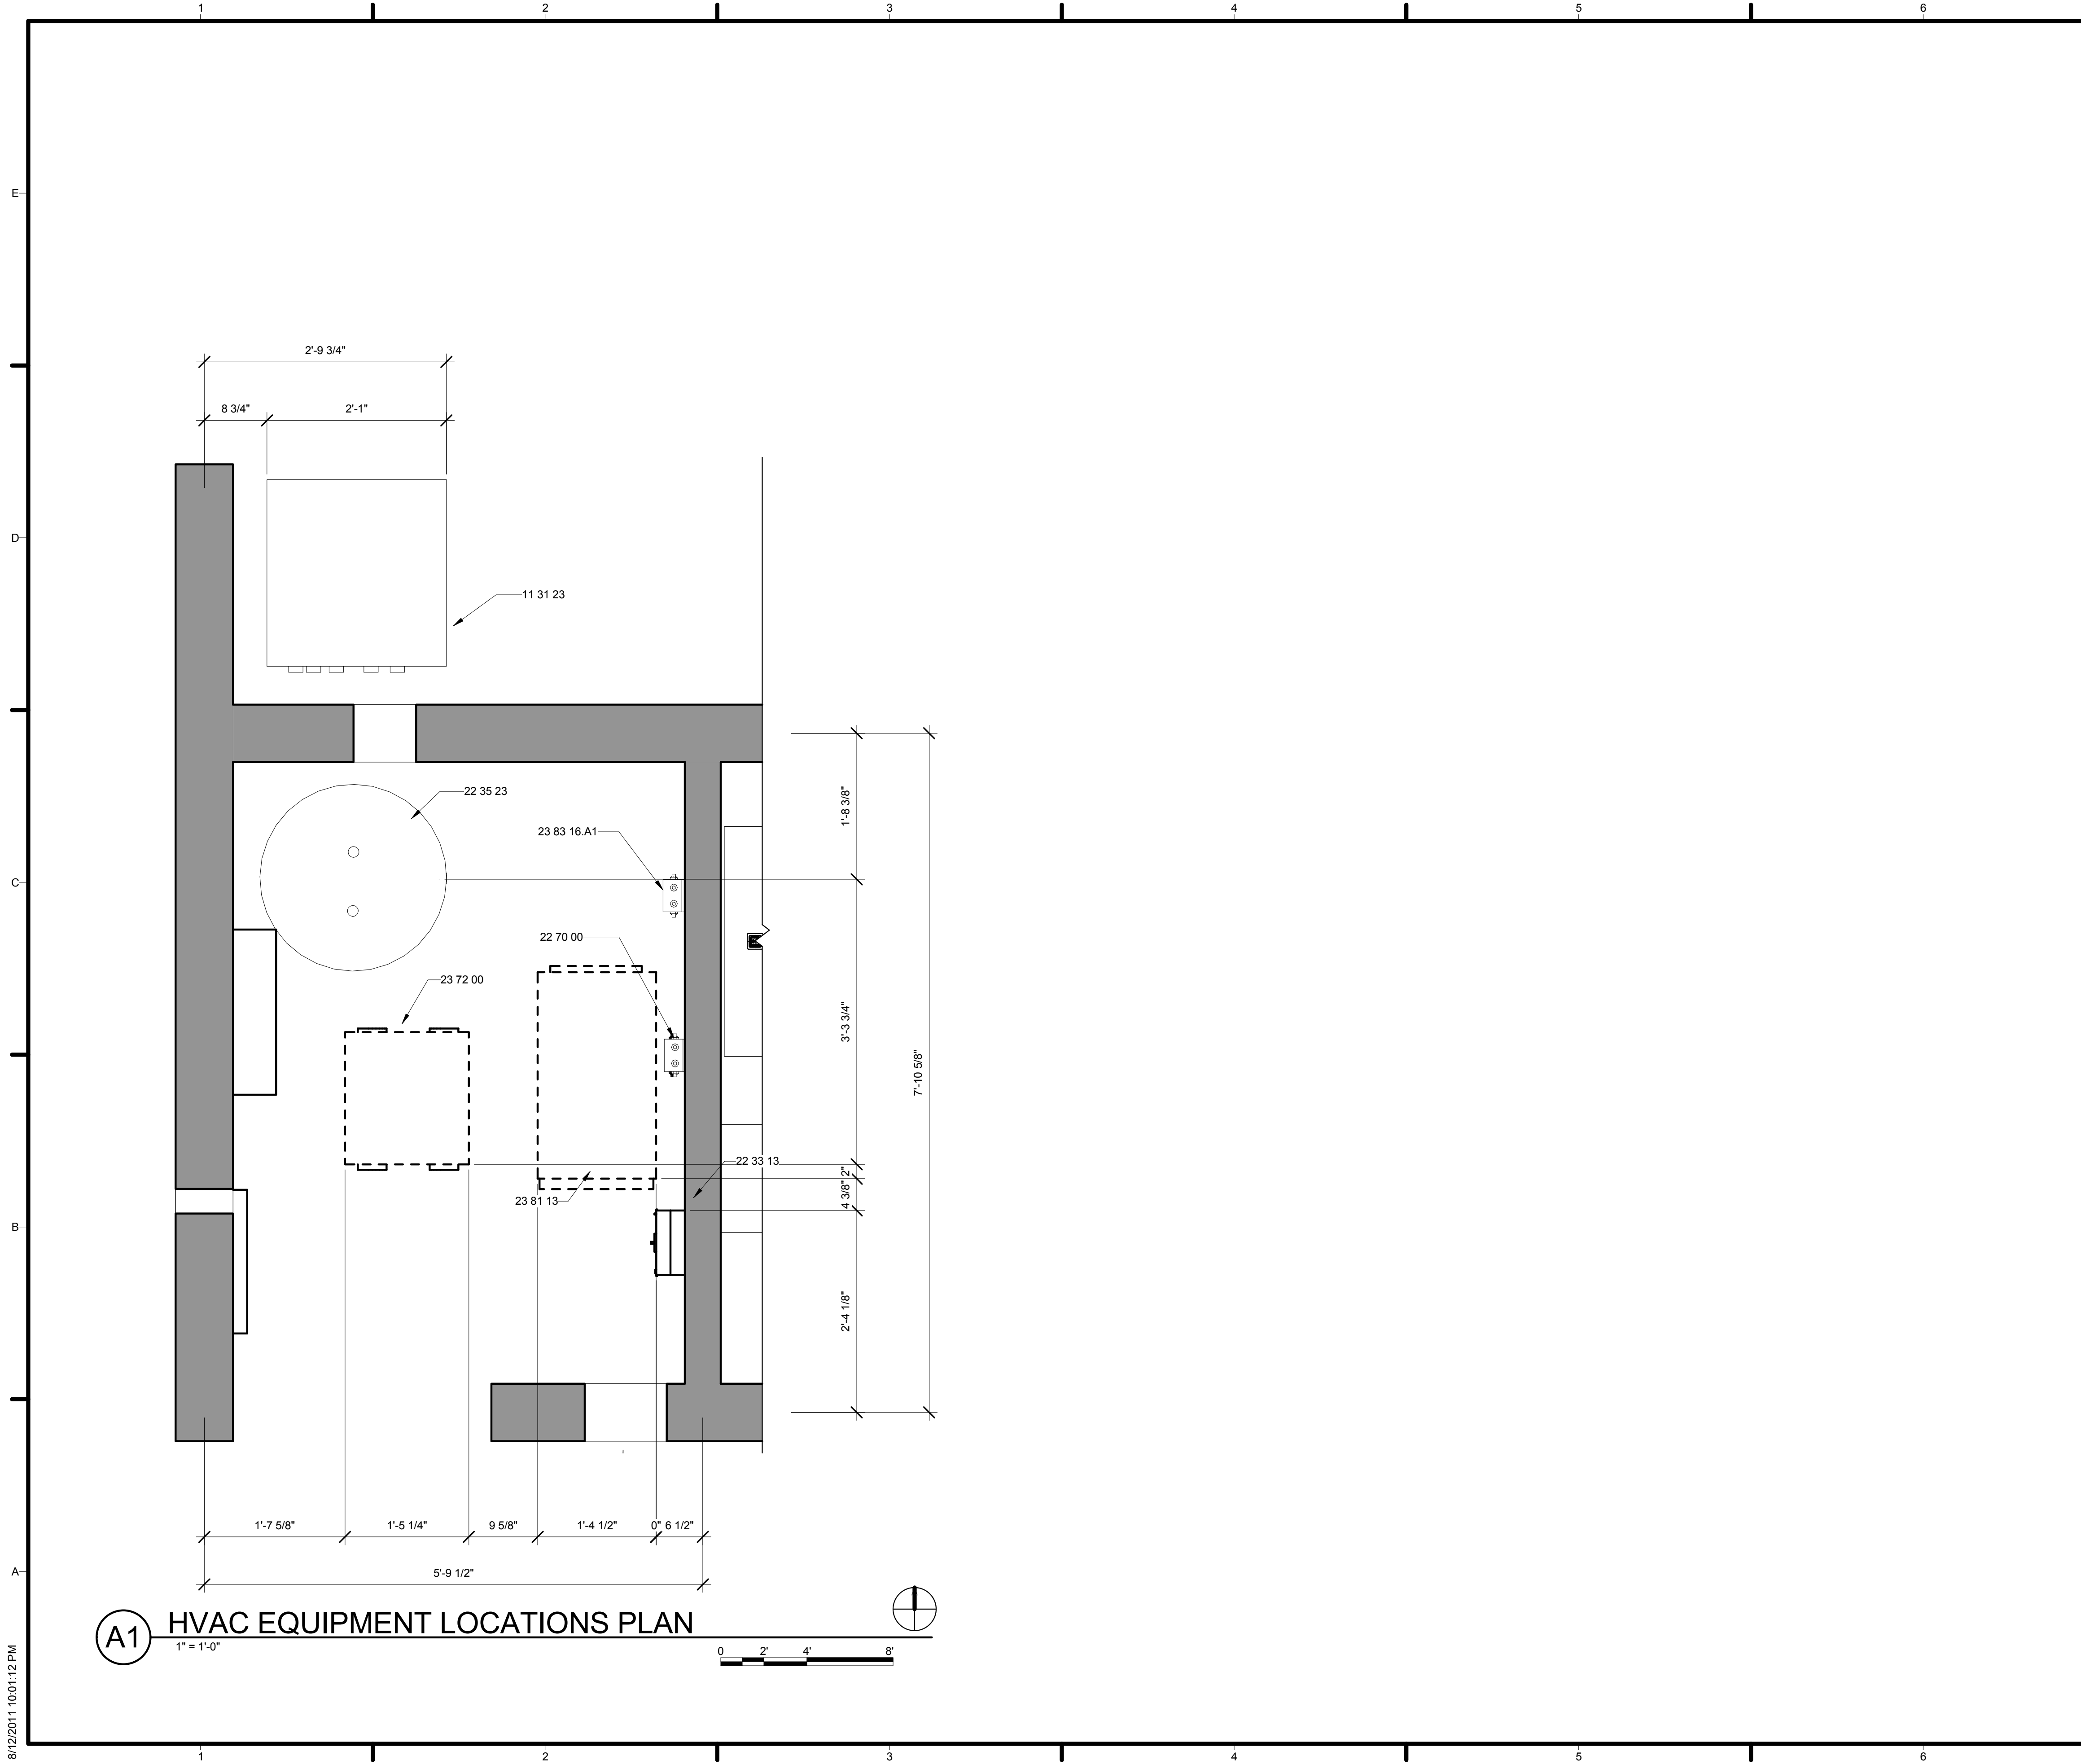 1 2 3 4 5 6
E
2'-9 3/4"
8 3/4" 2'-1"
D
11 31 23
22 35 23
23 83 16.A1
1'-8 3/8"
C
22 70 00
23 72 00
3'-3 3/4"
7'-10 5/8"
22 33 13
2"
23 81 13
4 3/8"
B
2'-4 1/8"
1'-7 5/8" 1'-5 1/4" 9 5/8" 1'-4 1/2" 0" 6 1/2"
A
5'-9 1/2"
A1 HVAC EQUIPMENT LOCATIONS PLAN
1" = 1'-0"
0 2' 4' 8'
8/12/2011 10:01:12 PM
1 2 3 4 5 6